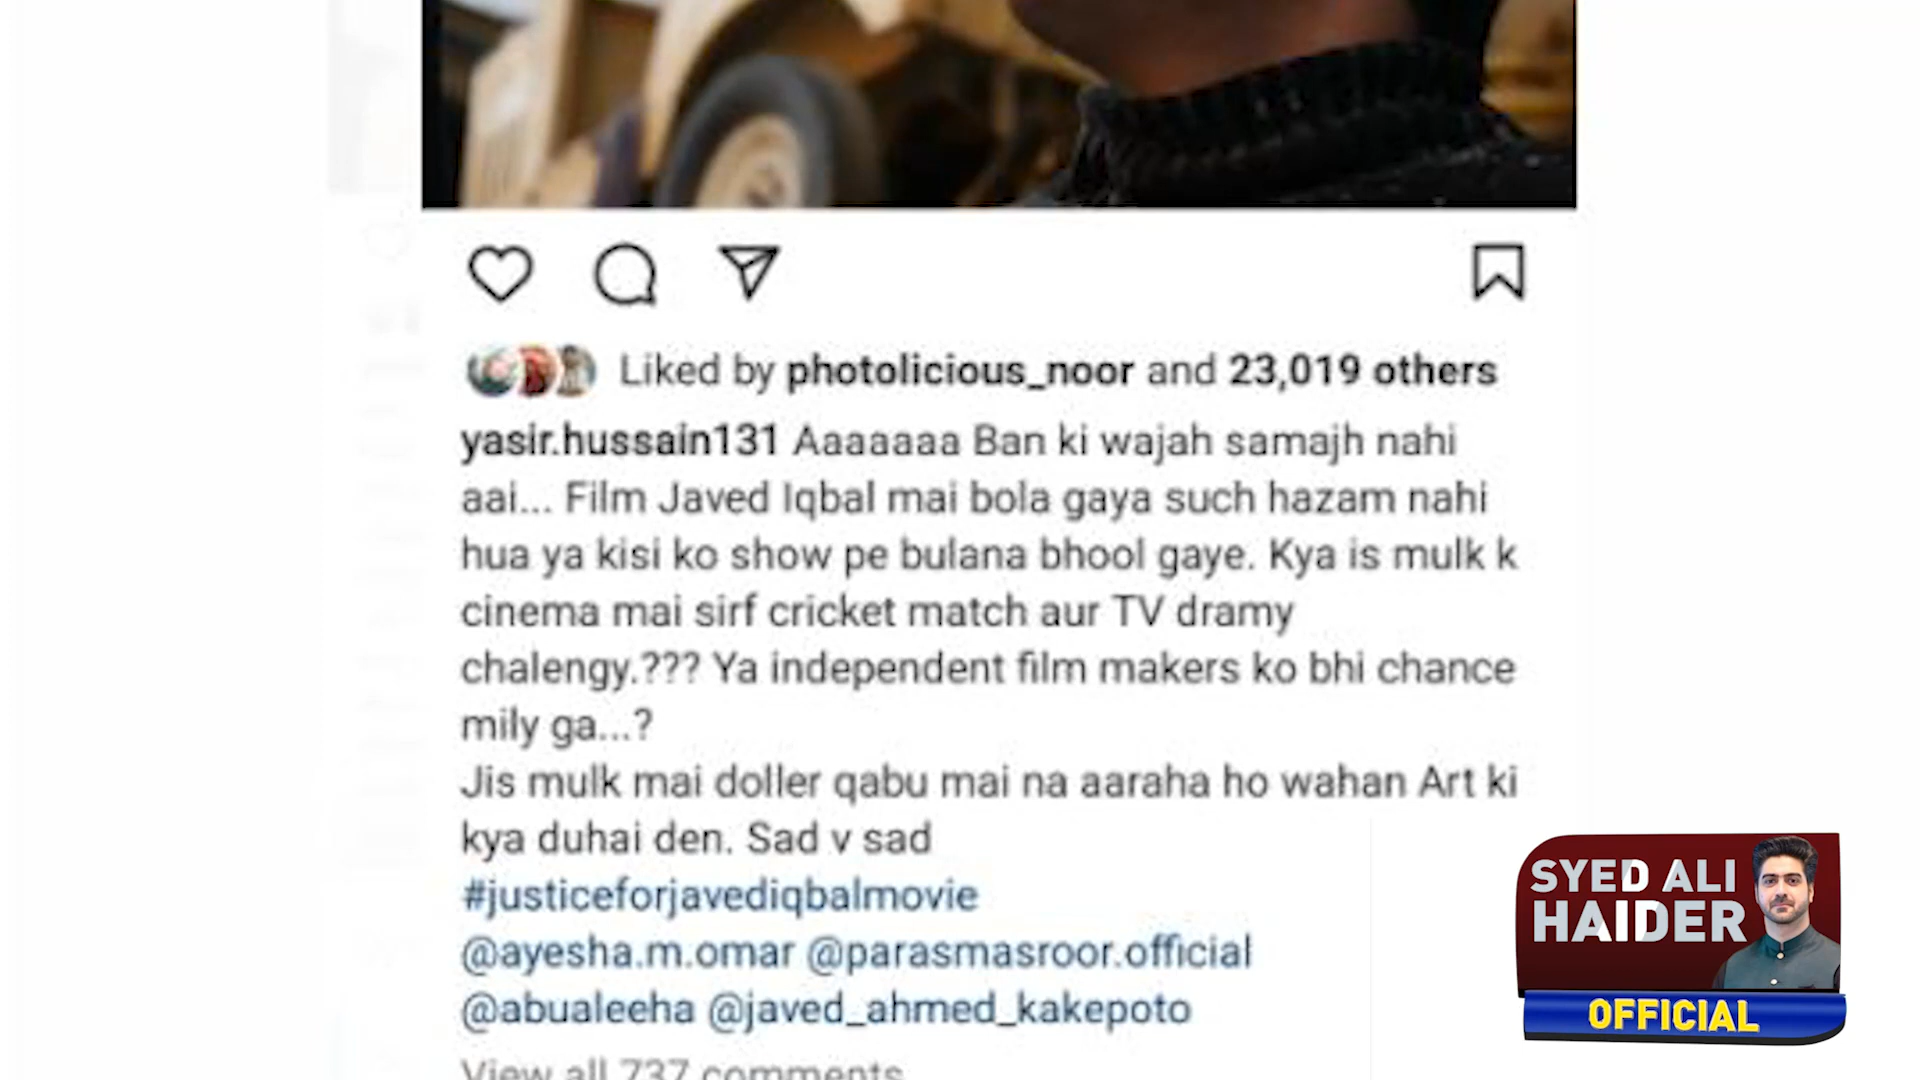 Liked by photolicious_noor and 23,019 others
yasir.hussain131 Aaaaaaa Ban ki wajah samajh nahi
aai... Film Javed Iqbal mai bola gaya such hazam nahi
hua ya kisi ko show pe bulana bhool gaye. Kya is mulk k
cinema mai sirf cricket match aur TV dramy
chalengy.??? Ya independent film makers ko bhi chance
mily ga...?
Jis mulk mai doller qabu mai na aaraha ho wahan Art ki
kya duhai den. Sad v sad
#justiceforjavediqbalmovie
@ayesha.m.omar @parasmasroor.official
@abualeeha @javed_ahmed_kakepoto
View all 737 comments
SYED ALI
HAIDER
OFFICIAL